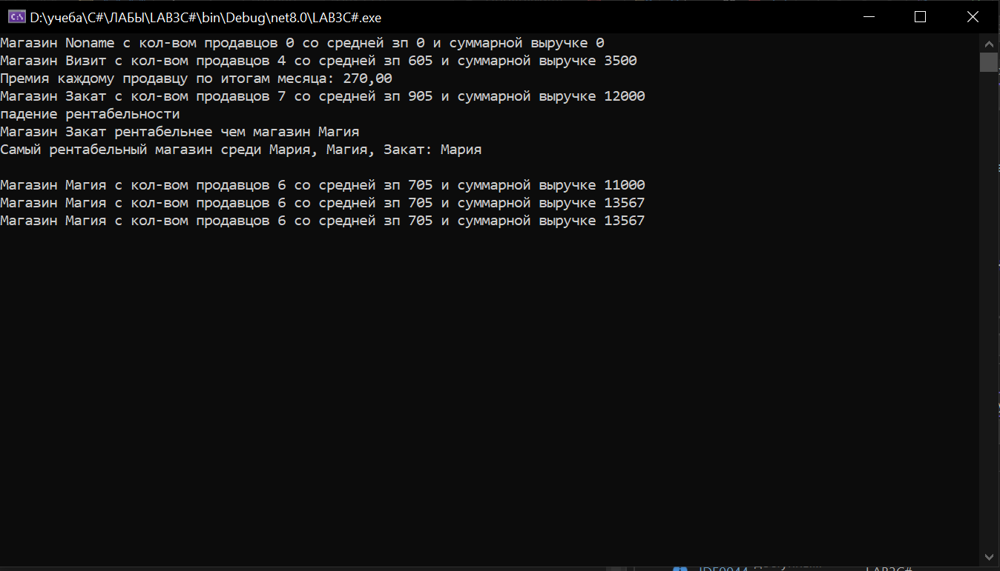 D:\учеба\C#\ЛАБЫ\LAB3C#\bin\Debug\net8.0\LAB3C#.exe
Магазин Noname с кол-вом продавцов 0 со средней зп 0 и суммарной выручке 0
Магазин Визит с кол-вом продавцов 4 со средней зп 605 и суммарной выручке 3500
Премия каждому продавцу по итогам месяца: 270,00
Магазин Закат с кол-вом продавцов 7 со средней зп 905 и суммарной выручке 12000
падение рентабельности
Магазин Закат рентабельнее чем магазин Магия
Самый рентабельный магазин среди Мария, Магия, Закат: Мария
Магазин Магия с кол-вом продавцов 6 со средней зп 705 и суммарной выручке 11000
Магазин Магия с кол-вом продавцов 6 со средней зп 705 и суммарной выручке 13567
Магазин Магия с кол-вом продавцов 6 со средней зп 705 и суммарной выручке 13567